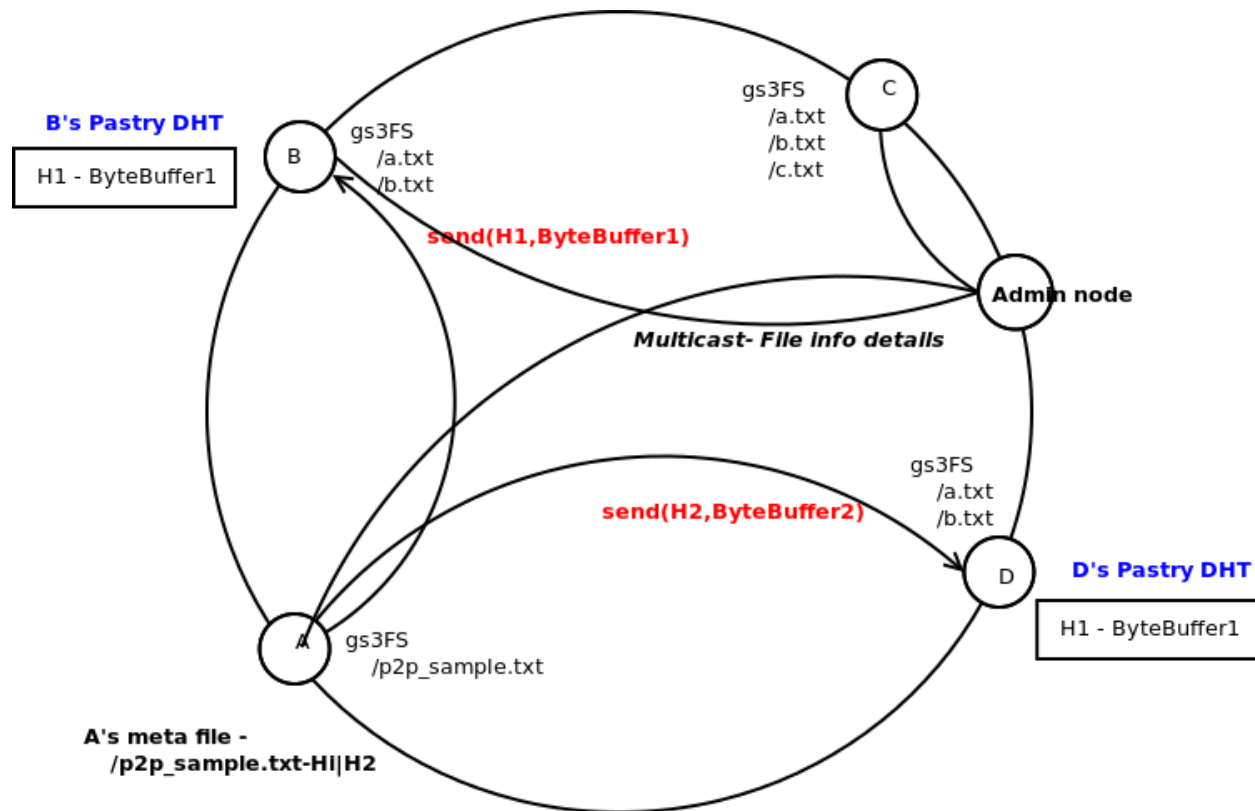 C
gs3FS
/a.txt
/b.txt
/c.txt
B's Pastry DHT
H1 - ByteBuffer1
B
gs3FS
/a.txt
/b.txt
send(H1,ByteBuffer1)
Admin node
Multicast- File info details
gs3FS
/a.txt
/b.txt
send(H2,ByteBuffer2)
D
D's Pastry DHT
H1 - ByteBuffer1
A
gs3FS
/p2p_sample.txt
A's meta file -
/p2p_sample.txt-Hi|H2